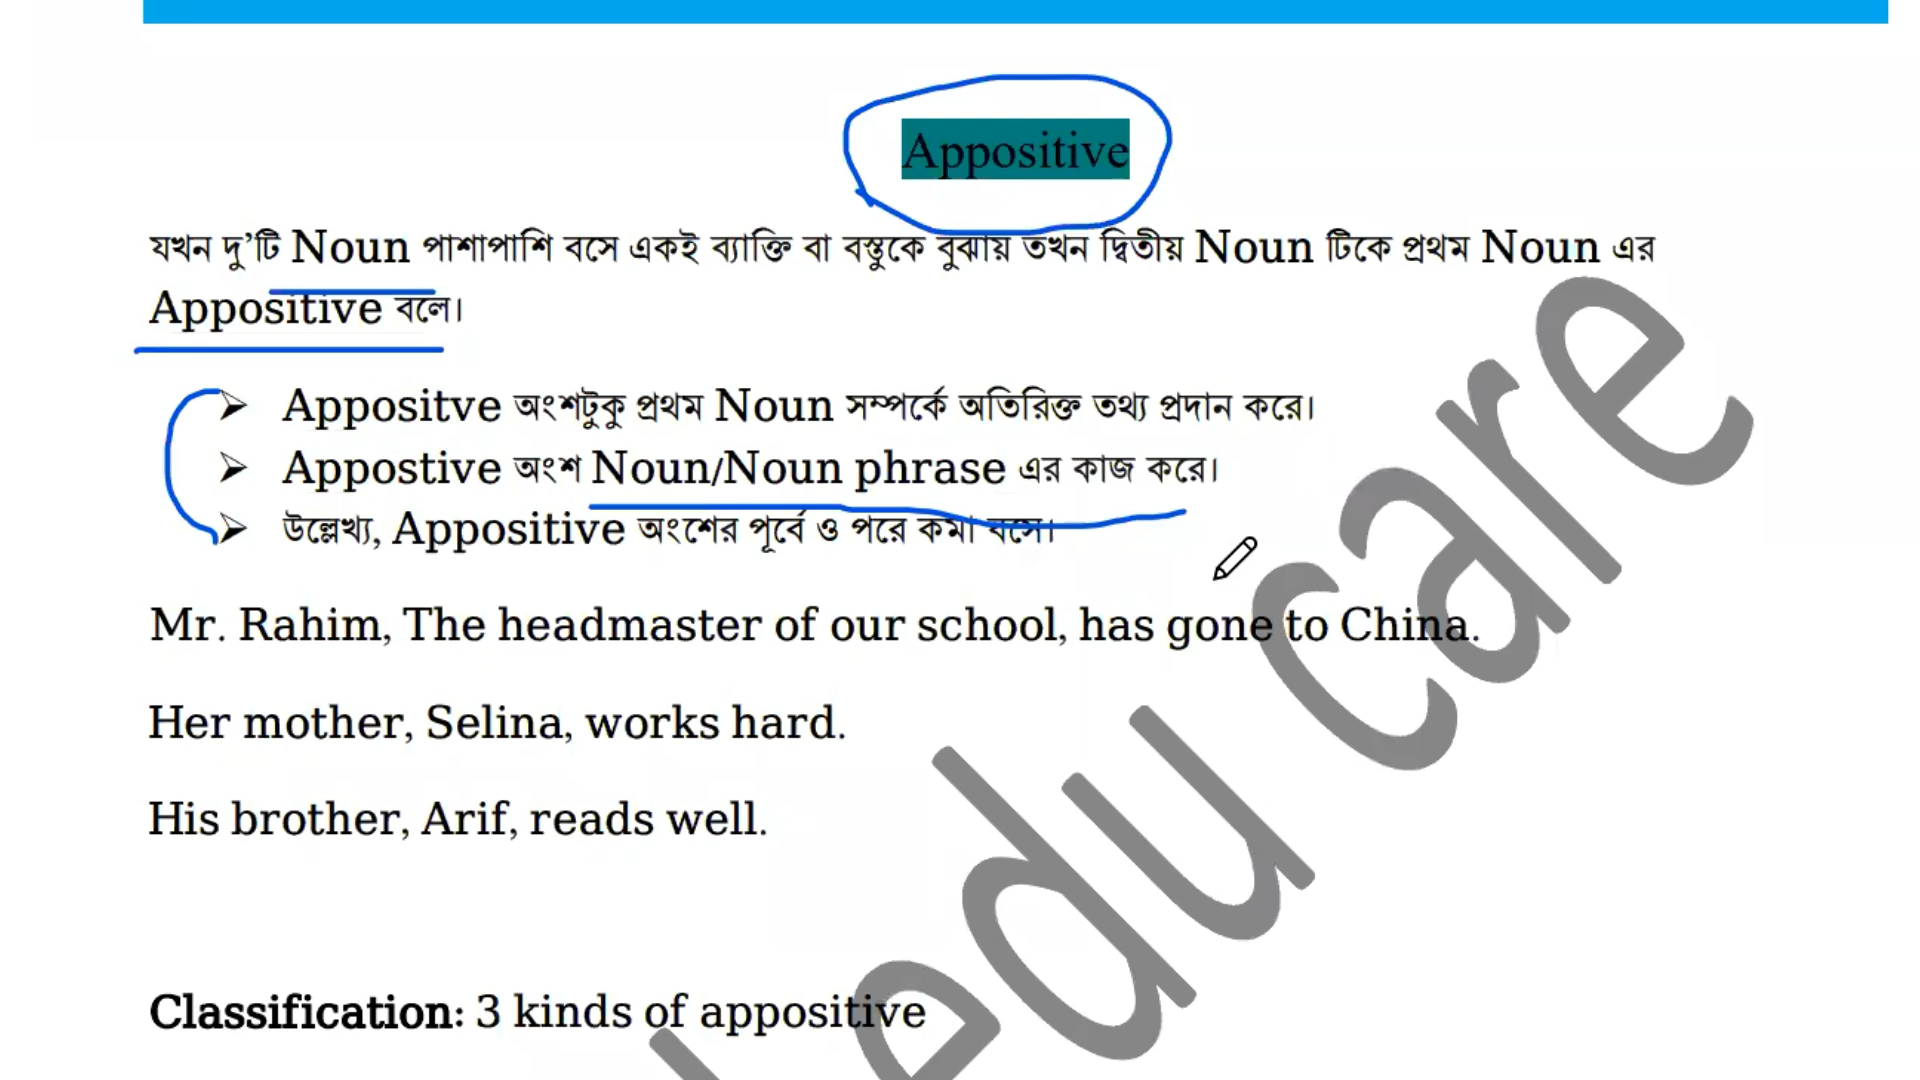 Appositive
যখন দু’টি Noun পাশাপাশি বসে একই ব্যাক্তি বা বস্তুকে বুঝায় তখন দ্বিতীয় Noun টিকে প্রথম Noun এর
Appositive বলে।
➢ Appositve অংশটুকু প্রথম Noun সম্পর্কে অতিরিক্ত তথ্য প্রদান করে।
➢ Appostive অংশ Noun/Noun phrase এর কাজ করে।
➢ উল্লেখ্য, Appositive অংশের পূর্বে ও পরে কমা বসে।
Mr. Rahim, The headmaster of our school, has gone to China.
Her mother, Selina, works hard.
His brother, Arif, reads well.
Classification: 3 kinds of appositive
edu care